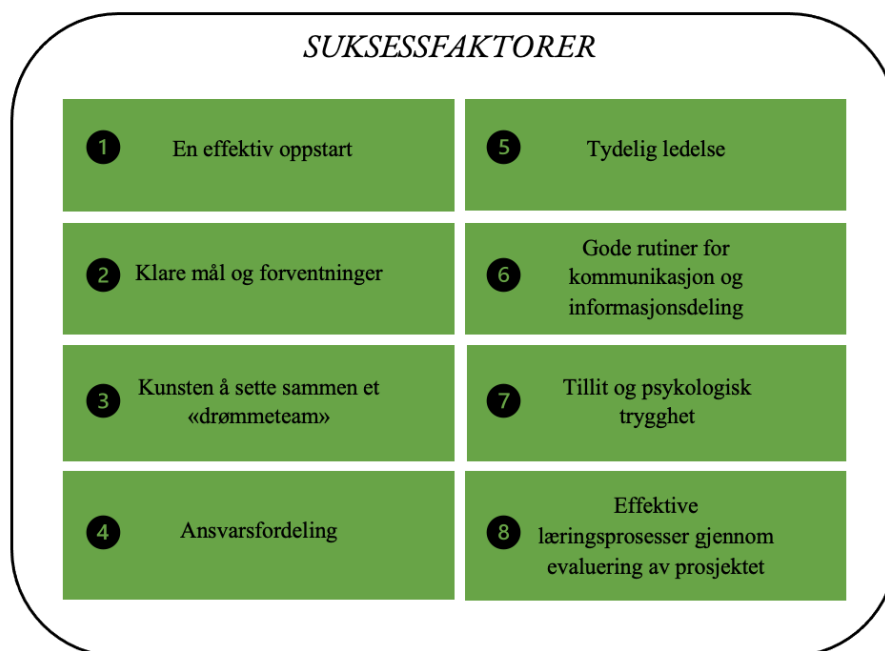 SUKSESSFAKTORER
1 En effektiv oppstart
2 Klare mål og forventninger
3 Kunsten å sette sammen et
«drømmeteam»
4 Ansvarsfordeling
5 Tydelig ledelse
6 Gode rutiner for
kommunikasjon og
informasjonsdeling
7 Tillit og psykologisk
trygghet
8 Effektive
læringsprosesser gjennom
evaluering av prosjektet